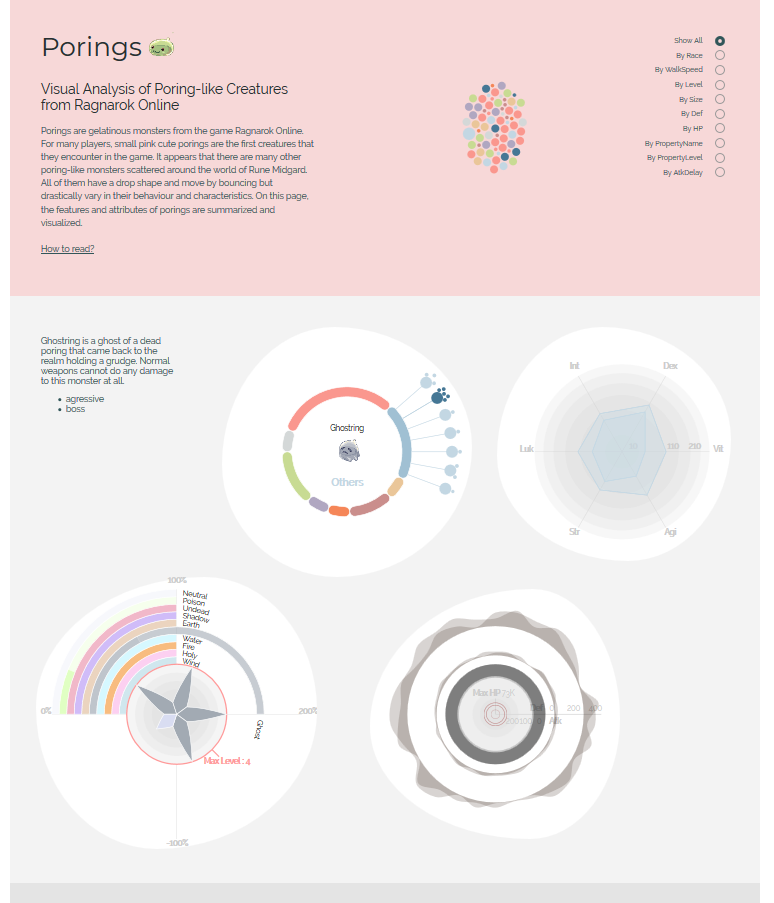 Porings
Visual Analysis of Poring-like Creatures
from Ragnarok Online
Porings are gelatinous monsters from the game Ragnarok Online.
For many players, small pink cute porings are the first creatures that
they encounter in the game. It appears that there are many other
poring-like monsters scattered around the world of Rune Midgard.
All of them have a drop shape and move by bouncing but
drastically vary in their behaviour and characteristics. On this page,
the features and attributes of porings are summarized and
visualized.
How to read?
Show All
By Race
By WalkSpeed
By Level
By Size
By Def
By HP
By PropertyName
By PropertyLevel
By AtkDelay
Ghostring is a ghost of a dead
poring that came back to the
realm holding a grudge. Normal
weapons cannot do any damage
to this monster at all.
agressive
boss
Ghostring
Others
Int
Dex
Luk
110
210
Vit
Str
Agi
100%
Neutral
Poison
Undead
Shadow
Earth
Water
Fire
Holy
Wind
0%
200%
Ghost
Max Level : 4
-100%
Max HP 73K
Def 0 200 400
Atk